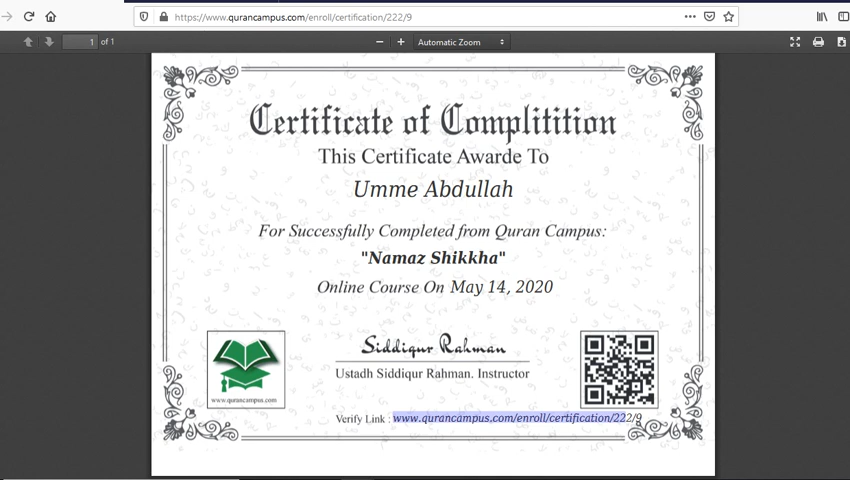 https://www.qurancampus.com/enroll/certification/222/9
1 of 1
Automatic Zoom
Certificate of Complitition
This Certificate Awarde To
Umme Abdullah
For Successfully Completed from Quran Campus:
"Namaz Shikkha"
Online Course On May 14, 2020
Siddiqur Rahman
Ustadh Siddiqur Rahman. Instructor
www.qurancampus.com
Verify Link : www.qurancampus.com/enroll/certification/222/9